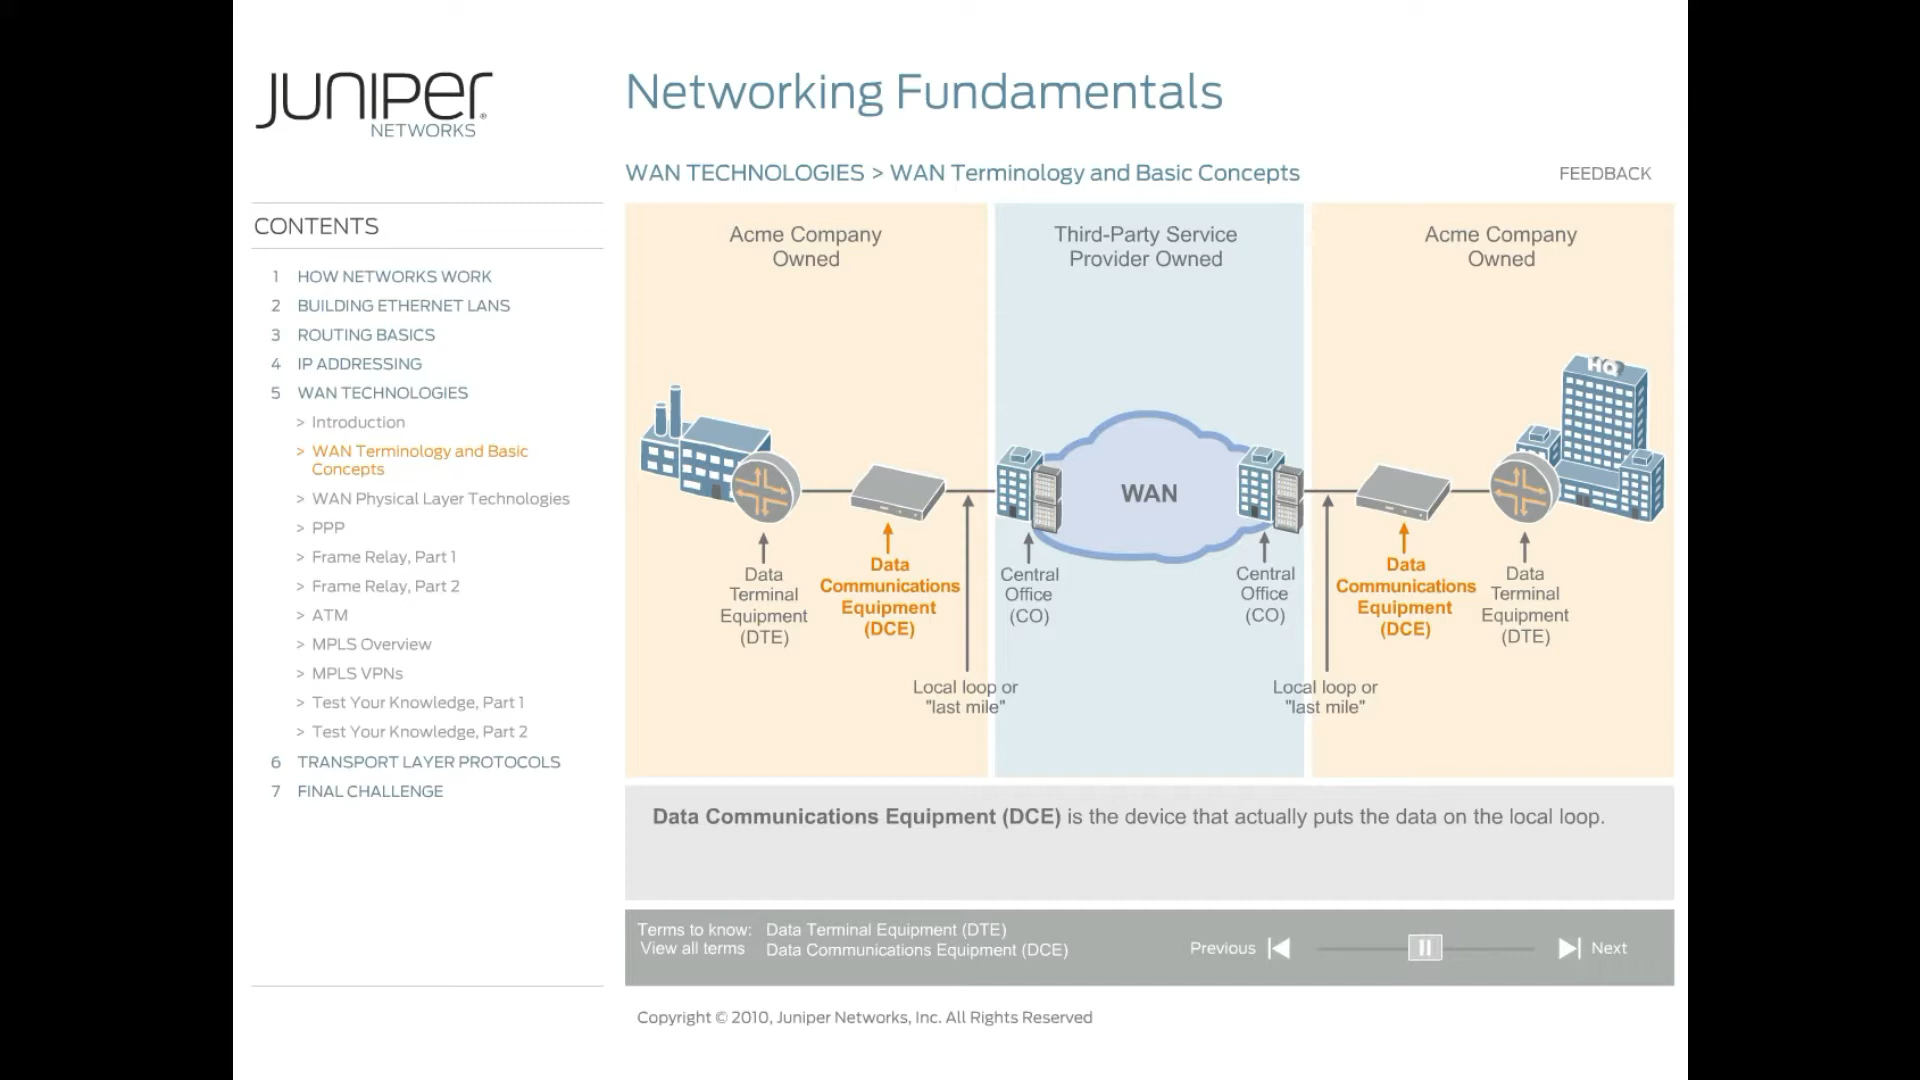 JUNIPER
NETWORKS
Networking Fundamentals
WAN TECHNOLOGIES > WAN Terminology and Basic Concepts
FEEDBACK
CONTENTS
1 HOW NETWORKS WORK
2 BUILDING ETHERNET LANS
3 ROUTING BASICS
4 IP ADDRESSING
5 WAN TECHNOLOGIES
> Introduction
> WAN Terminology and Basic
Concepts
> WAN Physical Layer Technologies
> PPP
> Frame Relay, Part 1
> Frame Relay, Part 2
> ATM
> MPLS Overview
> MPLS VPNs
> Test Your Knowledge, Part 1
> Test Your Knowledge, Part 2
6 TRANSPORT LAYER PROTOCOLS
7 FINAL CHALLENGE
Acme Company
Owned
Third-Party Service
Provider Owned
Acme Company
Owned
HQ
WAN
Data
Terminal
Equipment
(DTE)
Data
Communications
Equipment
(DCE)
Central
Office
(CO)
Central
Office
(CO)
Data
Communications
Equipment
(DCE)
Data
Terminal
Equipment
(DTE)
Local loop or
"last mile"
Local loop or
"last mile"
Data Communications Equipment (DCE) is the device that actually puts the data on the local loop.
Terms to know: Data Terminal Equipment (DTE)
View all terms Data Communications Equipment (DCE)
Previous
Next
Copyright © 2010, Juniper Networks, Inc. All Rights Reserved